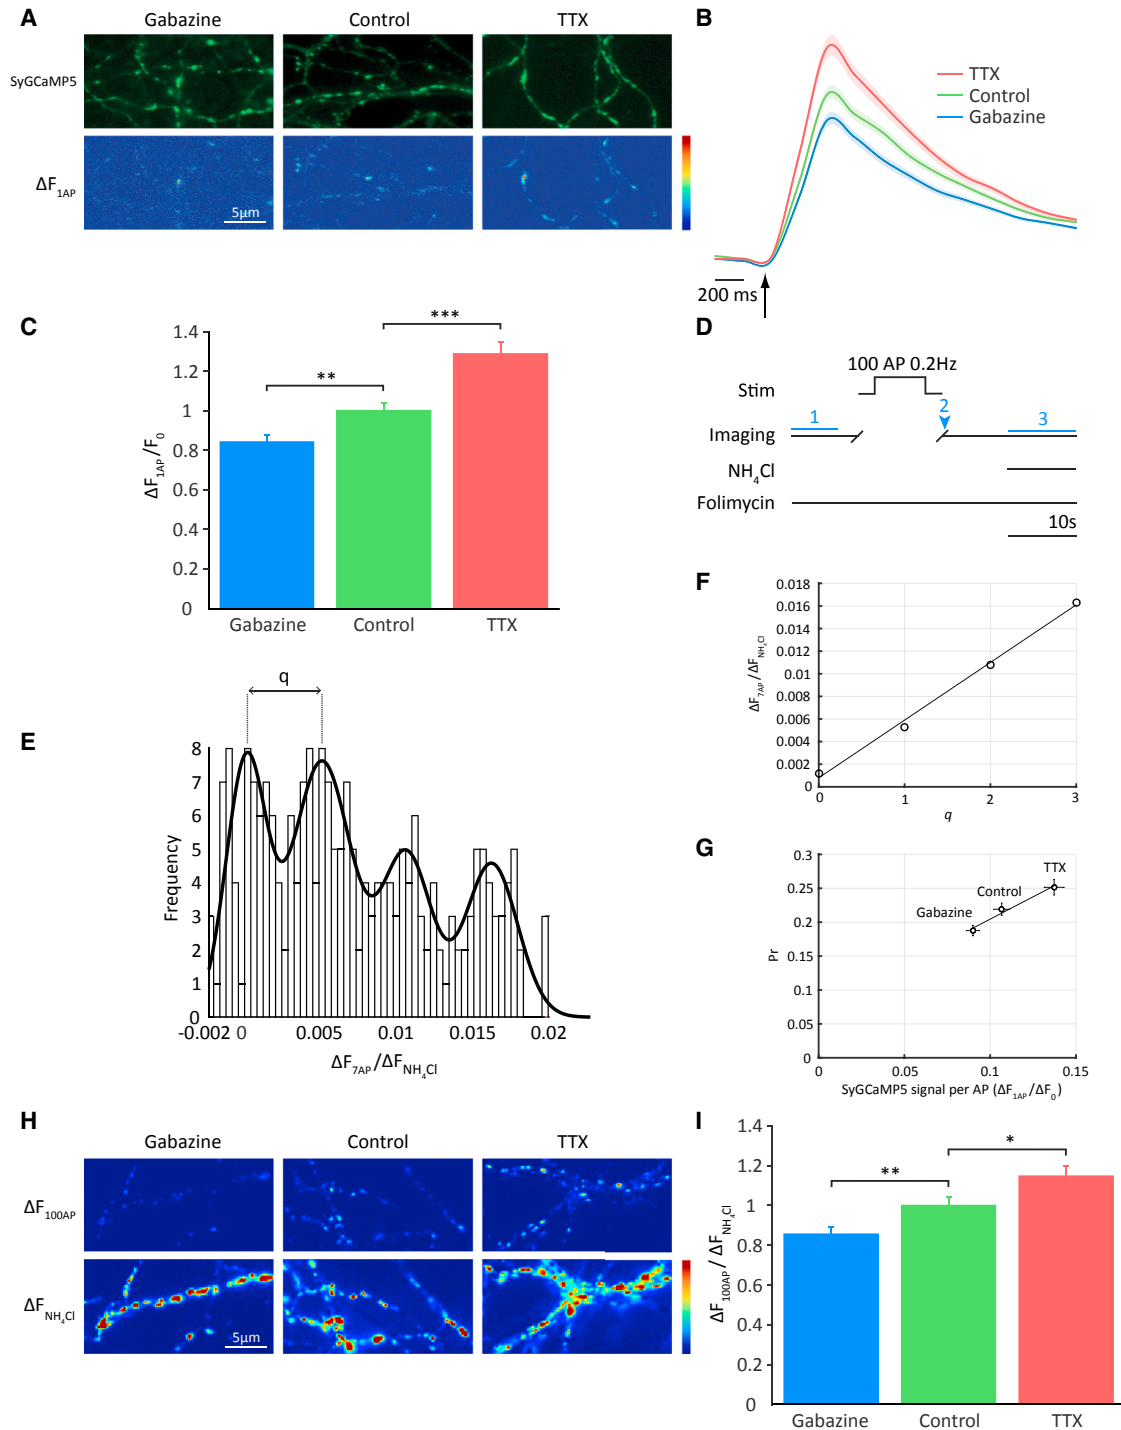 A
Gabazine Control TTX
SyGCaMP5
ΔF1AP
5μm
B
TTX
Control
Gabazine
200 ms
C
ΔF1AP/F0
1.4
1.2
1
0.8
0.6
0.4
0.2
0
**
***
Gabazine Control TTX
D
100 AP 0.2Hz
Stim
1 2 3
Imaging
NH4Cl
Folimycin
10s
E
q
Frequency
8
7
6
5
4
3
2
1
0
-0.002 0 0.005 0.01 0.015 0.02
ΔF7AP/ΔFNH4Cl
F
ΔF7AP/ΔFNH4Cl
0.018
0.016
0.014
0.012
0.01
0.008
0.006
0.004
0.002
0
0 1 2 3
q
G
Pr
0.3
0.25
0.2
0.15
0.1
0.05
0
TTX
Control
Gabazine
0 0.05 0.1 0.15
SyGCaMP5 signal per AP (ΔF1AP/ΔF0)
H
Gabazine Control TTX
ΔF100AP
ΔFNH4Cl
5μm
I
ΔF100AP/ΔFNH4Cl
1.4
1.2
1
0.8
0.6
0.4
0.2
0
**
*
Gabazine Control TTX